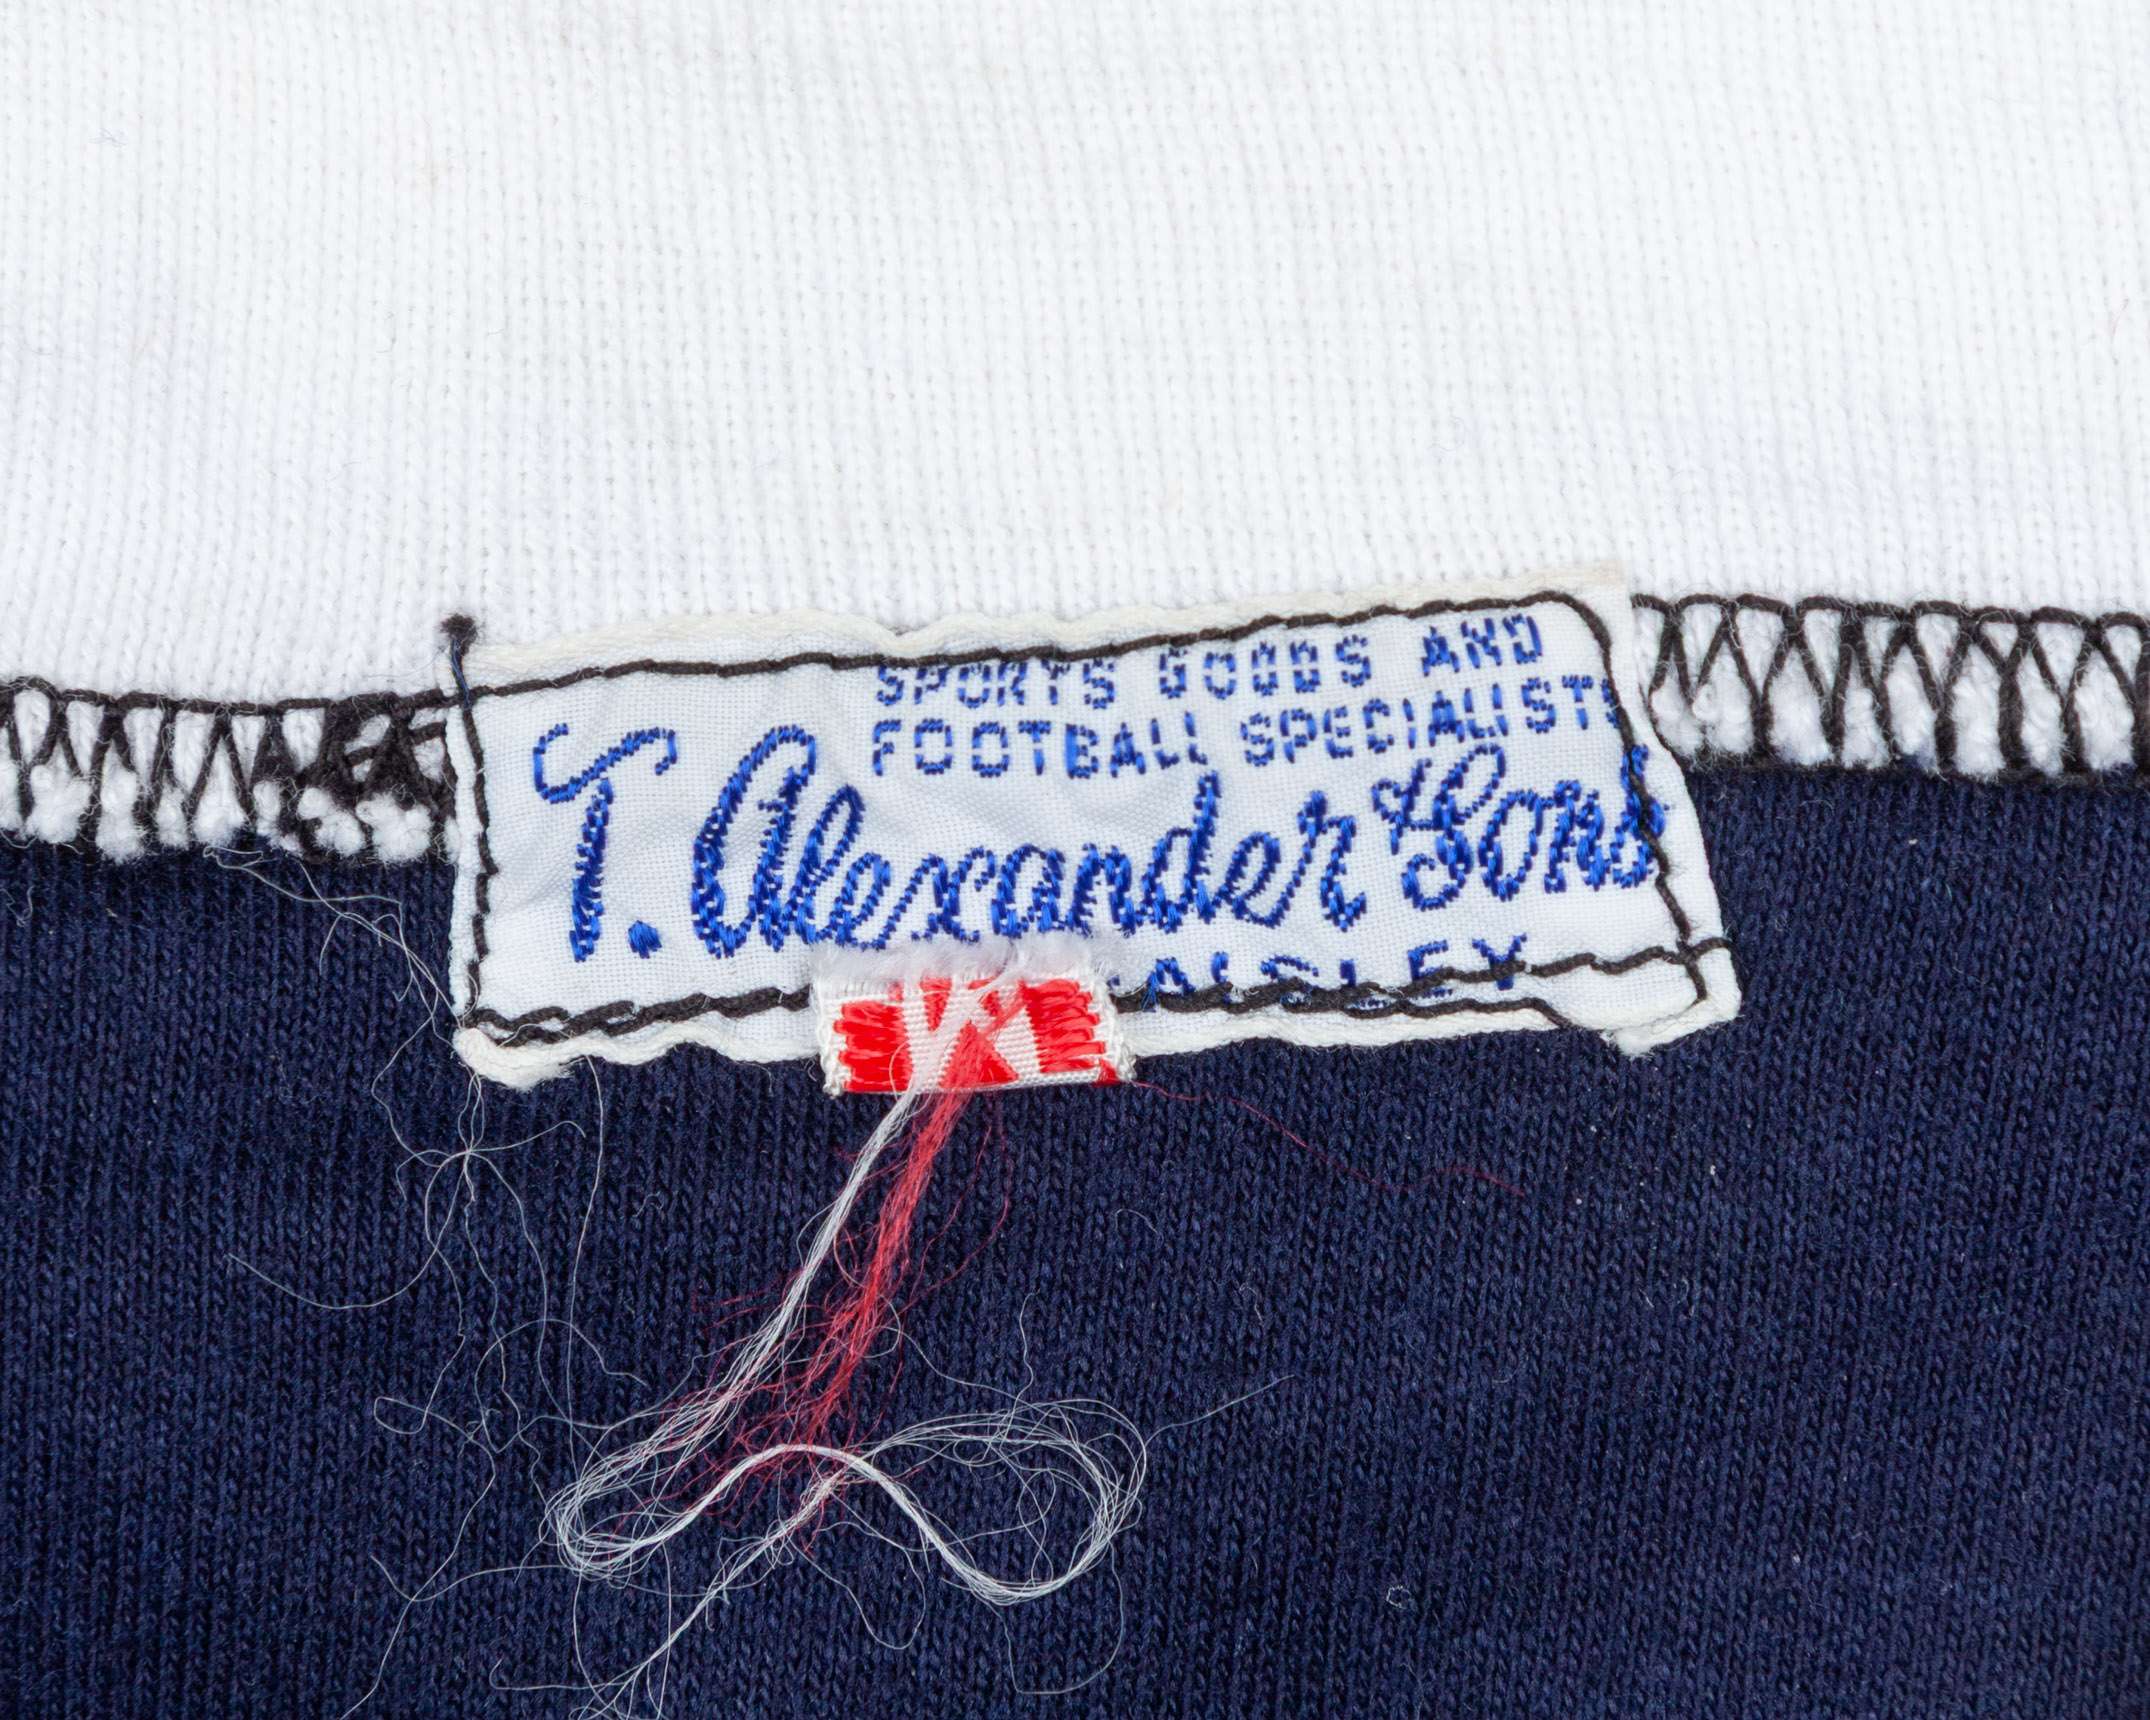 SPORTS GOODS AND
FOOTBALL SPECIALISTS
T. Alexander & Sons